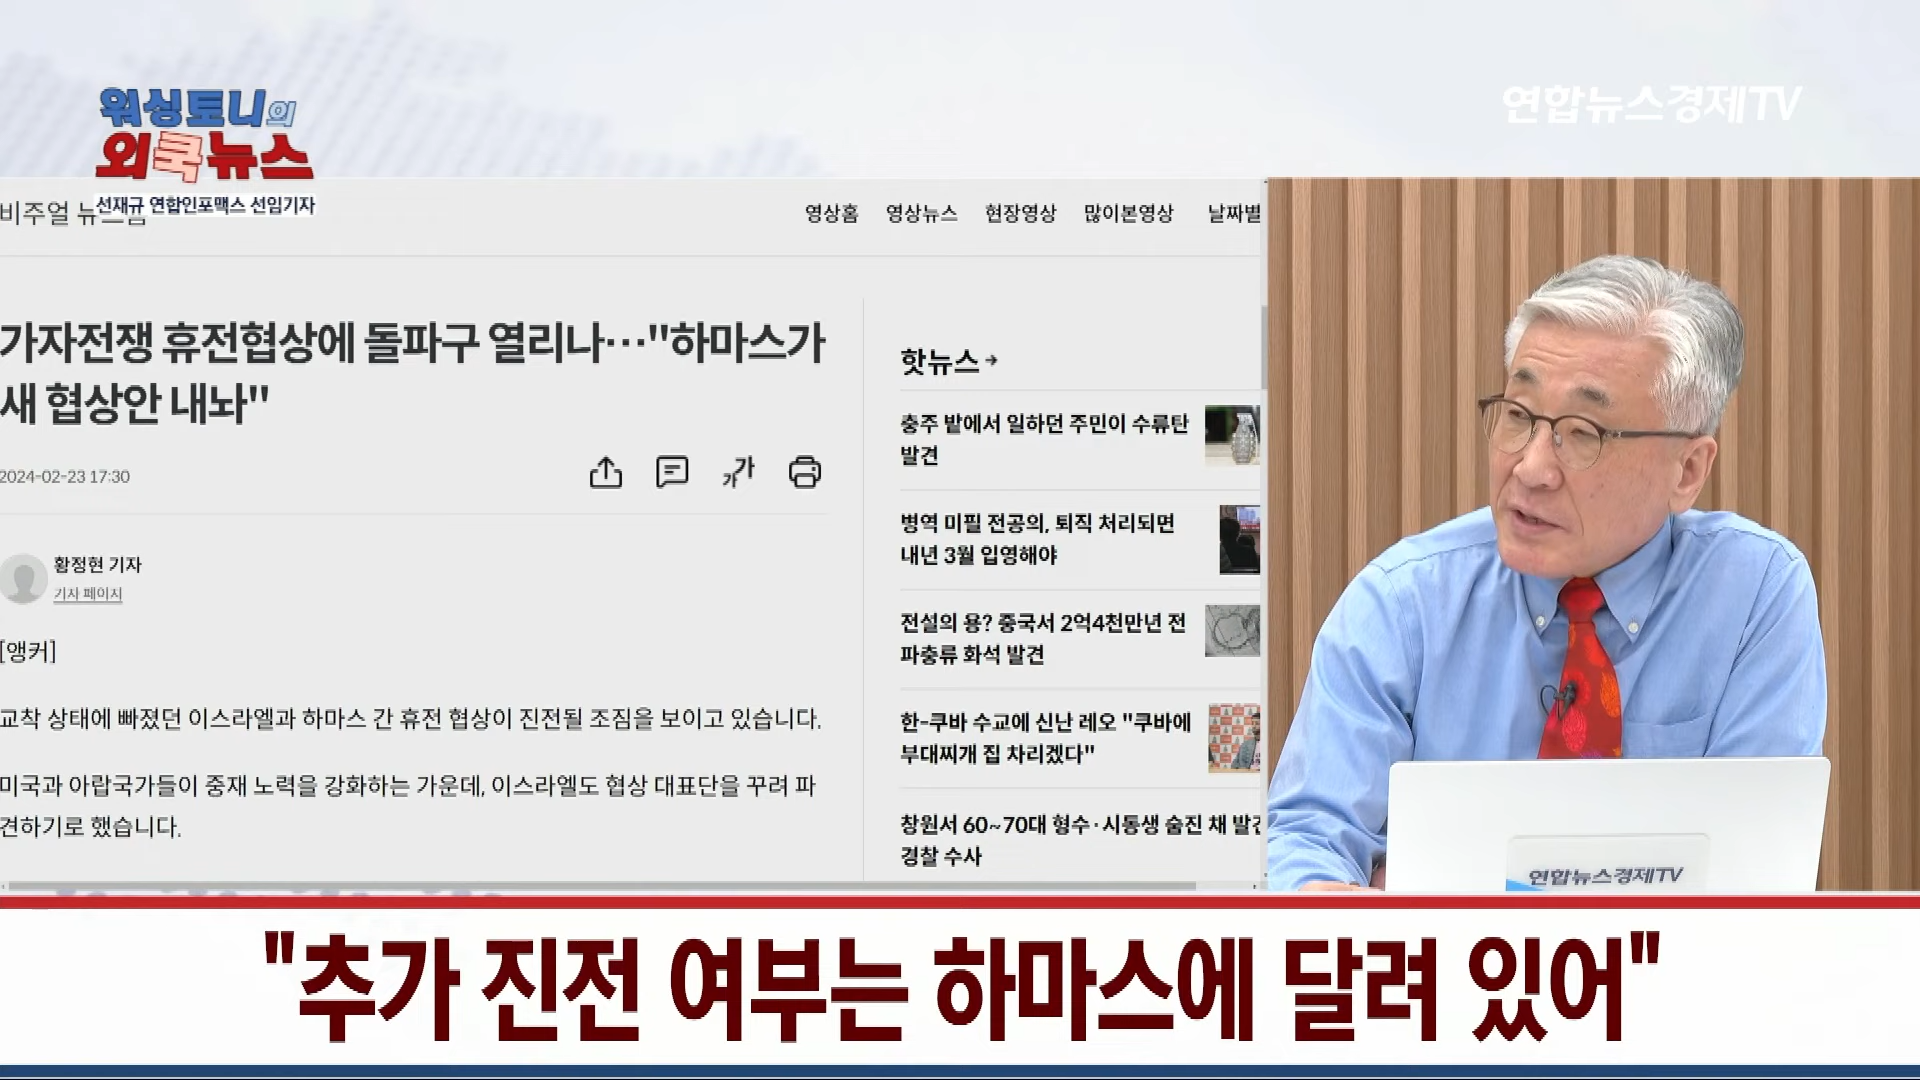 워싱토니의
외쿡뉴스
선재규 연합인포맥스 선임기자
연합뉴스경제TV
비주얼 뉴스룸
영상홈 영상뉴스 현장영상 많이본영상 날짜별
가자전쟁 휴전협상에 돌파구 열리나…"하마스가
새 협상안 내놔"
2024-02-23 17:30
가가
황정현 기자
기자 페이지
[앵커]
교착 상태에 빠졌던 이스라엘과 하마스 간 휴전 협상이 진전될 조짐을 보이고 있습니다.
미국과 아랍국가들이 중재 노력을 강화하는 가운데, 이스라엘도 협상 대표단을 꾸려 파
견하기로 했습니다.
핫뉴스
충주 밭에서 일하던 주민이 수류탄
발견
병역 미필 전공의, 퇴직 처리되면
내년 3월 입영해야
전설의 용? 중국서 2억4천만년 전
파충류 화석 발견
한-쿠바 수교에 신난 레오 "쿠바에
부대찌개 집 차리겠다"
창원서 60~70대 형수·시동생 숨진 채 발견
경찰 수사
연합뉴스경제TV
"추가 진전 여부는 하마스에 달려 있어"